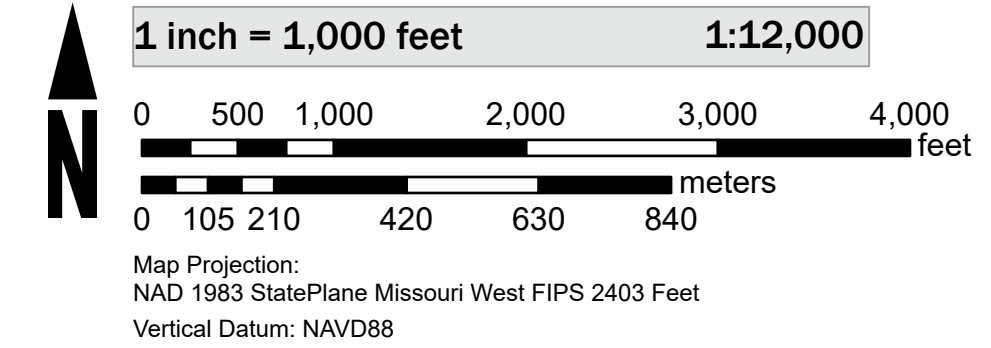 N
1 inch = 1,000 feet 1:12,000
0 500 1,000 2,000 3,000 4,000
feet
meters
0 105 210 420 630 840
Map Projection:
NAD 1983 StatePlane Missouri West FIPS 2403 Feet
Vertical Datum: NAVD88